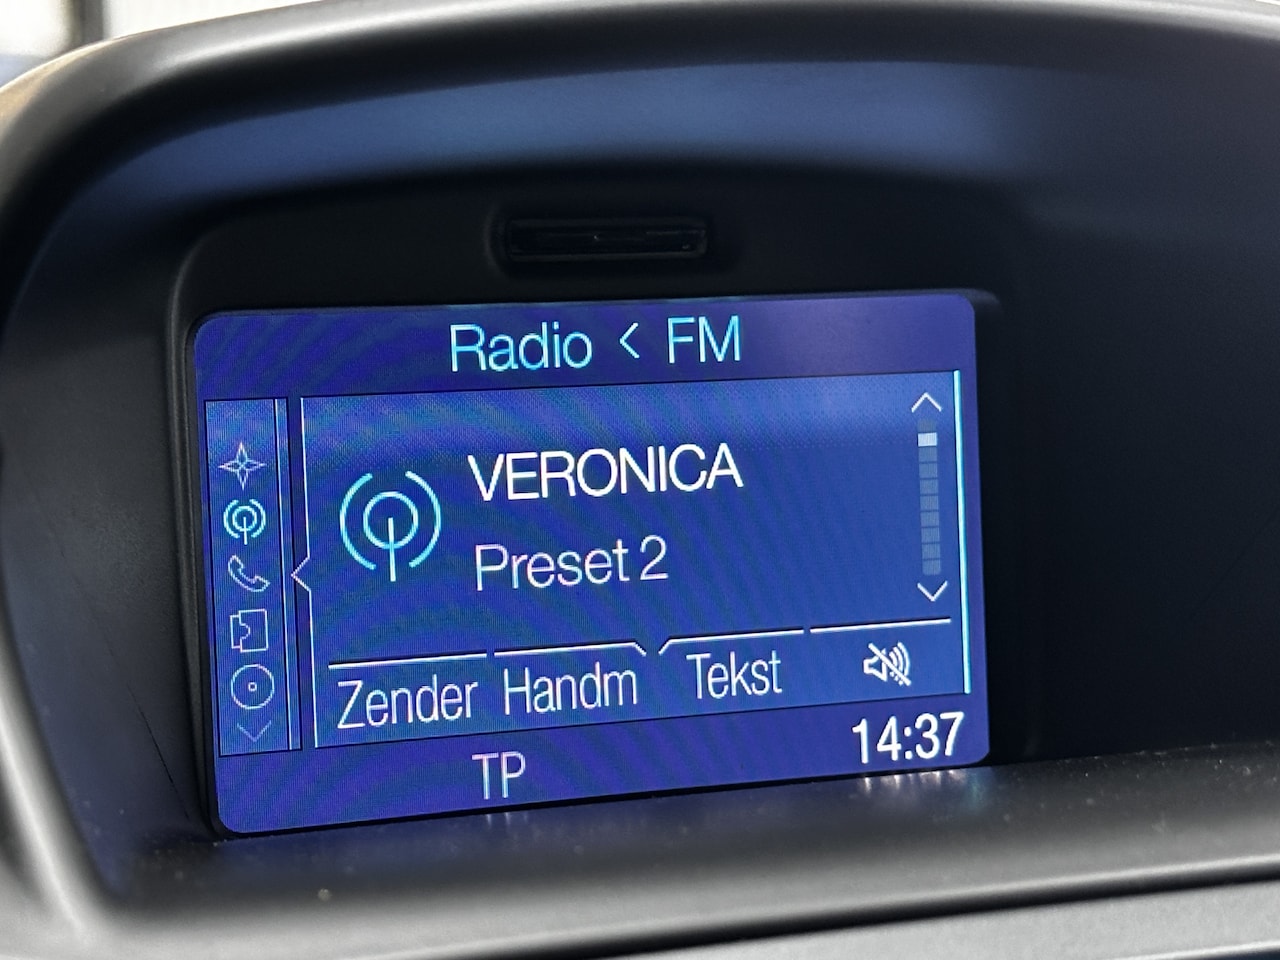 Radio < FM
VERONICA
Preset 2
Zender Handm Tekst
TP 14:37